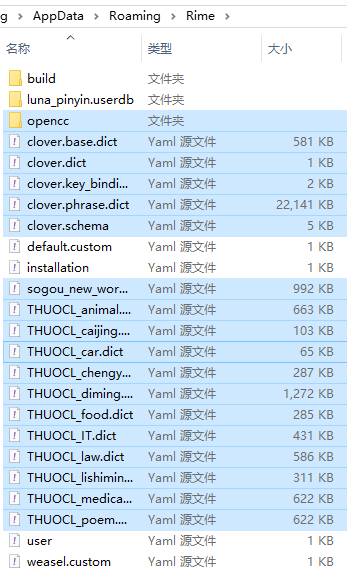 g > AppData > Roaming > Rime >
名称 类型 大小
build 文件夹
luna_pinyin.userdb 文件夹
opencc 文件夹
clover.base.dict Yaml 源文件 581 KB
clover.dict Yaml 源文件 1 KB
clover.key_bindi... Yaml 源文件 2 KB
clover.phrase.dict Yaml 源文件 22,141 KB
clover.schema Yaml 源文件 5 KB
default.custom Yaml 源文件 1 KB
installation Yaml 源文件 1 KB
sogou_new_wor... Yaml 源文件 992 KB
THUOCL_animal.... Yaml 源文件 663 KB
THUOCL_caijing.... Yaml 源文件 103 KB
THUOCL_car.dict Yaml 源文件 65 KB
THUOCL_chengy... Yaml 源文件 287 KB
THUOCL_diming.... Yaml 源文件 1,272 KB
THUOCL_food.dict Yaml 源文件 285 KB
THUOCL_IT.dict Yaml 源文件 431 KB
THUOCL_law.dict Yaml 源文件 586 KB
THUOCL_lishimin... Yaml 源文件 311 KB
THUOCL_medica... Yaml 源文件 622 KB
THUOCL_poem.... Yaml 源文件 622 KB
user Yaml 源文件 1 KB
weasel.custom Yaml 源文件 1 KB